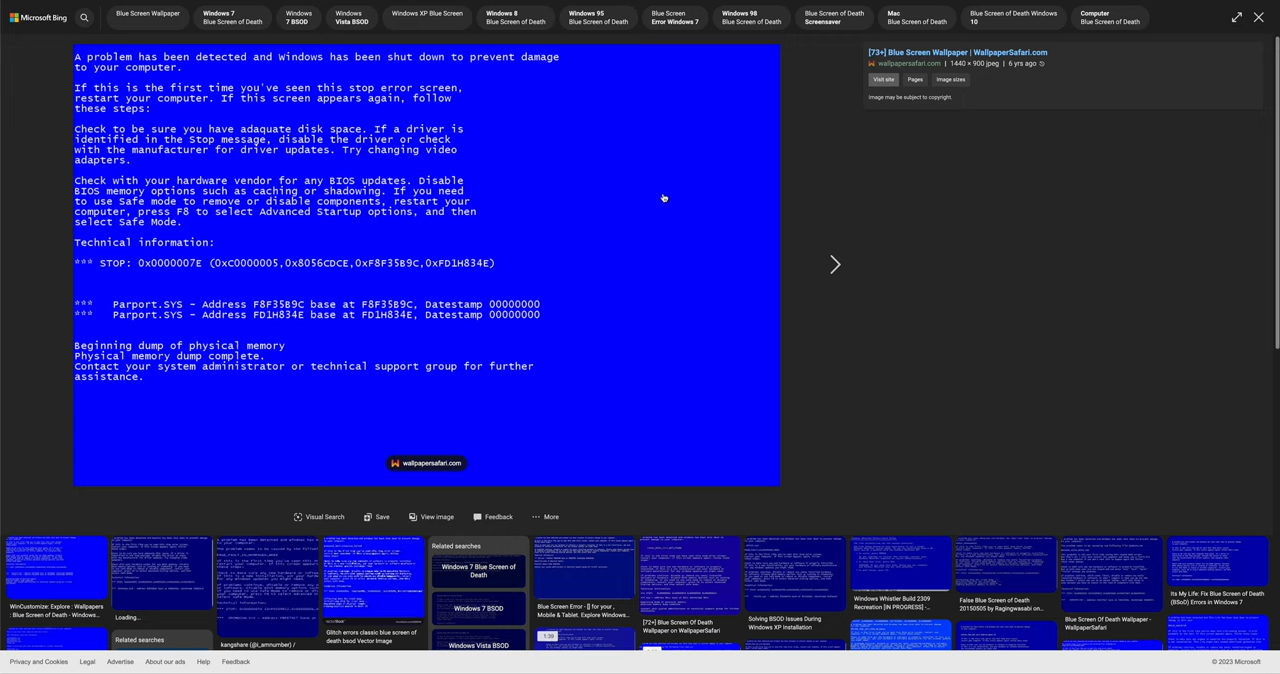 Microsoft Bing
Blue Screen Wallpaper
Windows 7
Blue Screen of Death
Windows
7 BSOD
Windows
Vista BSOD
Windows XP Blue Screen
Windows 8
Blue Screen of Death
Windows 95
Blue Screen of Death
Blue Screen
Error Windows 7
Windows 98
Blue Screen of Death
Blue Screen of Death
Screensaver
Mac
Blue Screen of Death
Blue Screen of Death Windows
10
Computer
Blue Screen of Death
A problem has been detected and Windows has been shut down to prevent damage
to your computer.
If this is the first time you've seen this stop error screen,
restart your computer. If this screen appears again, follow
these steps:
Check to be sure you have adaquate disk space. If a driver is
identified in the Stop message, disable the driver or check
with the manufacturer for driver updates. Try changing video
adapters.
Check with your hardware vendor for any BIOS updates. Disable
BIOS memory options such as caching or shadowing. If you need
to use Safe mode to remove or disable components, restart your
computer, press F8 to select Advanced Startup options, and then
select Safe Mode.
Technical information:
*** STOP: 0x0000007E (0xC0000005,0x8056CDCE,0xF8F35B9C,0xFD1H834E)
*** Parport.SYS - Address F8F35B9C base at F8F35B9C, Datestamp 00000000
*** Parport.SYS - Address FD1H834E base at FD1H834E, Datestamp 00000000
Beginning dump of physical memory
Physical memory dump complete.
Contact your system administrator or technical support group for further
assistance.
wallpapersafari.com
[73+] Blue Screen Wallpaper | WallpaperSafari.com
wallpapersafari.com | 1440 × 900 jpeg | 6 yrs ago
Visit site
Pages
Image sizes
Image may be subject to copyright.
Visual Search
Save
View image
Feedback
More
WinCustomize: Explore : Wallpapers
: Blue Screen of Death - Windows...
Loading...
Related searches
kangshare (@i_amnumber) /
Glitch errors classic blue screen of
death bsod Vector Image
Related searches
Windows 7 Blue Screen of
Death
Windows 7 BSOD
Windows Vista BSOD
Blue Screen Error - [] for your ,
Mobile & Tablet. Explore Windows...
1:39
[72+] Blue Screen Of Death
Wallpaper on WallpaperSafari
Solving BSOD Issues During
Windows XP Installation
Windows Whistler Build 2309
Recreation [IN PROGRESS] -...
False Blue Screen of Death
20150505 by Ragingwasabi on...
Blue Screen Of Death Wallpaper -
WallpaperSafari
Its My Life: Fix Blue Screen of Death
(BSoD) Errors in Windows 7
Privacy and Cookies
Legal
Advertise
About our ads
Help
Feedback
© 2023 Microsoft